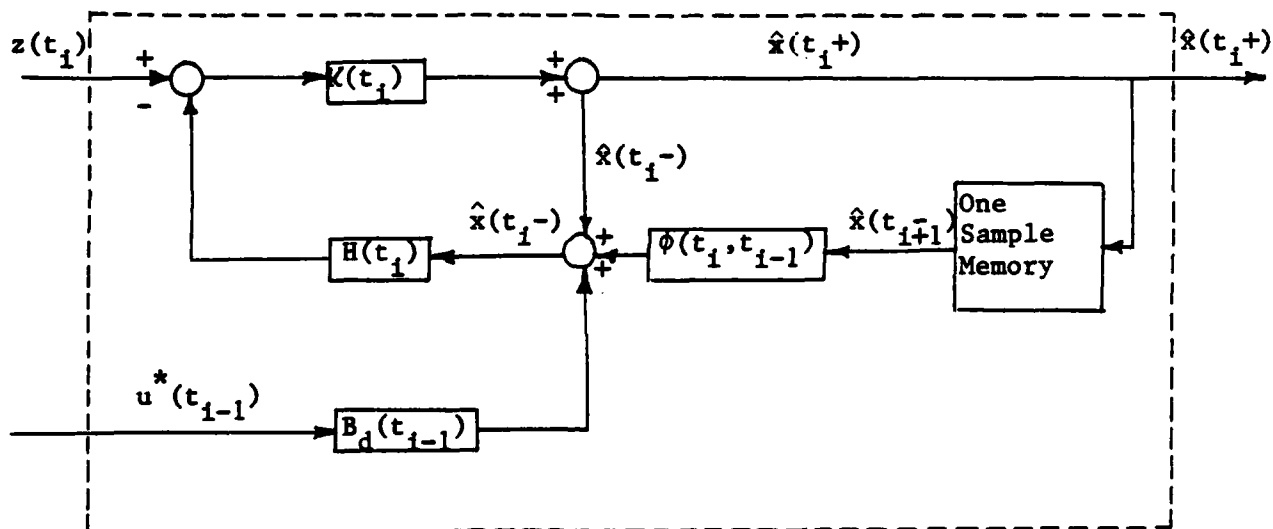 z(t_i)
+
-
K(t_i)
+
+
x̂(t_i+)
x̂(t_i+)
x̂(t_i-)
H(t_i)
x̂(t_i-)
+
+
ϕ(t_i,t_{i-1})
x̂(t_{i+1}^-)
One
Sample
Memory
u*(t_{i-1})
B_d(t_{i-1})